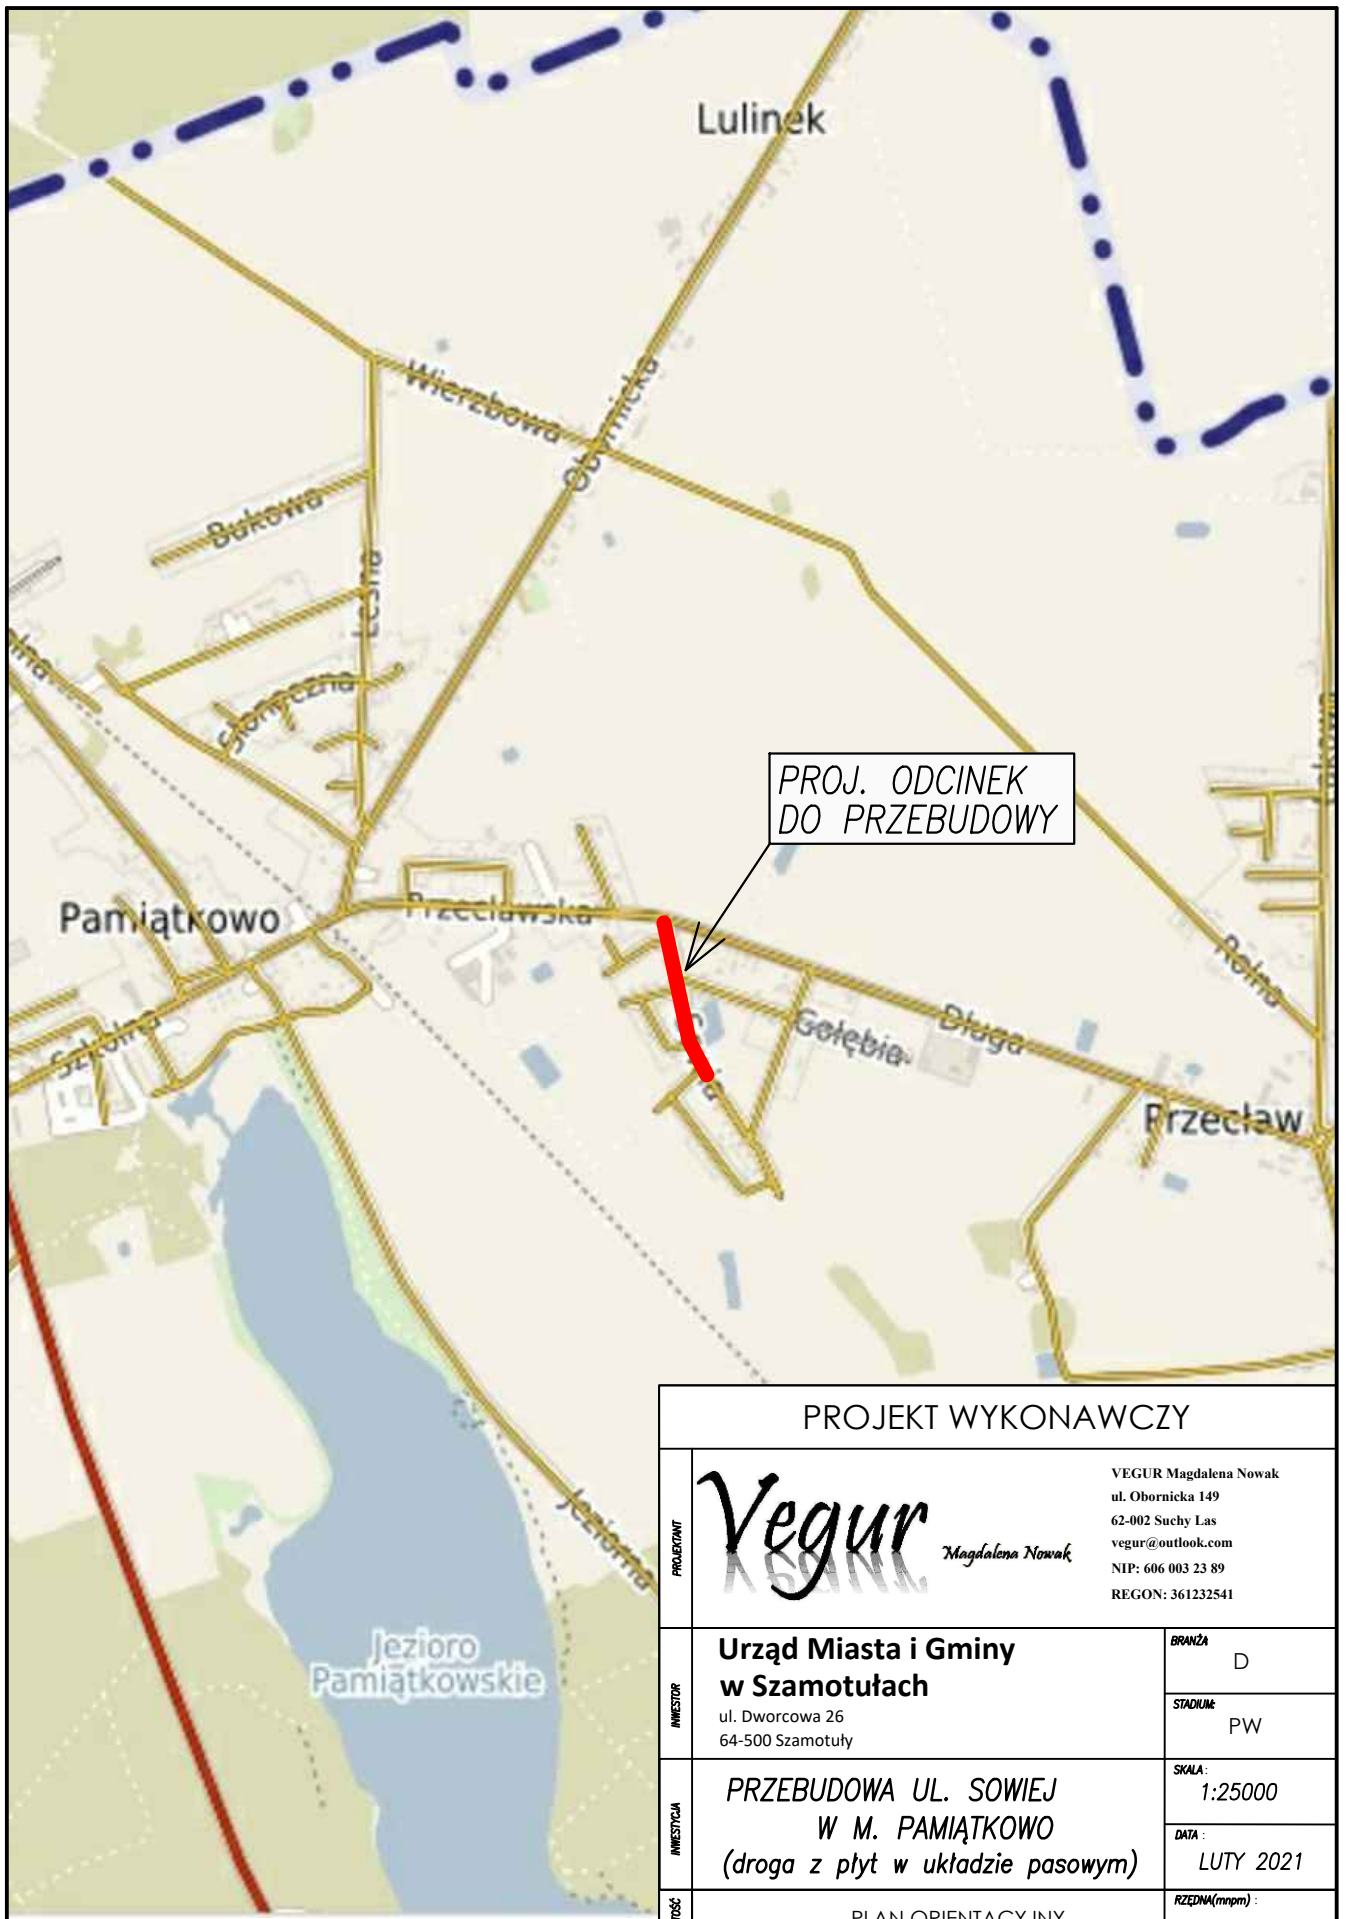 Lulinek
Wierzbowa
Obornicka
Bukowa
Leśna
Słoneczna
PROJ. ODCINEK
DO PRZEBUDOWY
Pamiątkowo
Przecławska
Rolna
Szkolna
Gołębia
Długa
Przecław
Jeziorna
Jezioro
Pamiątkowskie
PROJEKT WYKONAWCZY
PROJEKTANT
Vegur
Magdalena Nowak
VEGUR Magdalena Nowak
ul. Obornicka 149
62-002 Suchy Las
vegur@outlook.com
NIP: 606 003 23 89
REGON: 361232541
INWESTOR
Urząd Miasta i Gminy
w Szamotułach
ul. Dworcowa 26
64-500 Szamotuły
BRANŻA
D
STADIUM:
PW
INWESTYCJA
PRZEBUDOWA UL. SOWIEJ
W M. PAMIĄTKOWO
(droga z płyt w układzie pasowym)
SKALA :
1:25000
DATA :
LUTY 2021
PLAN ORIENTACYJNY
RZĘDNA(mnpm) :